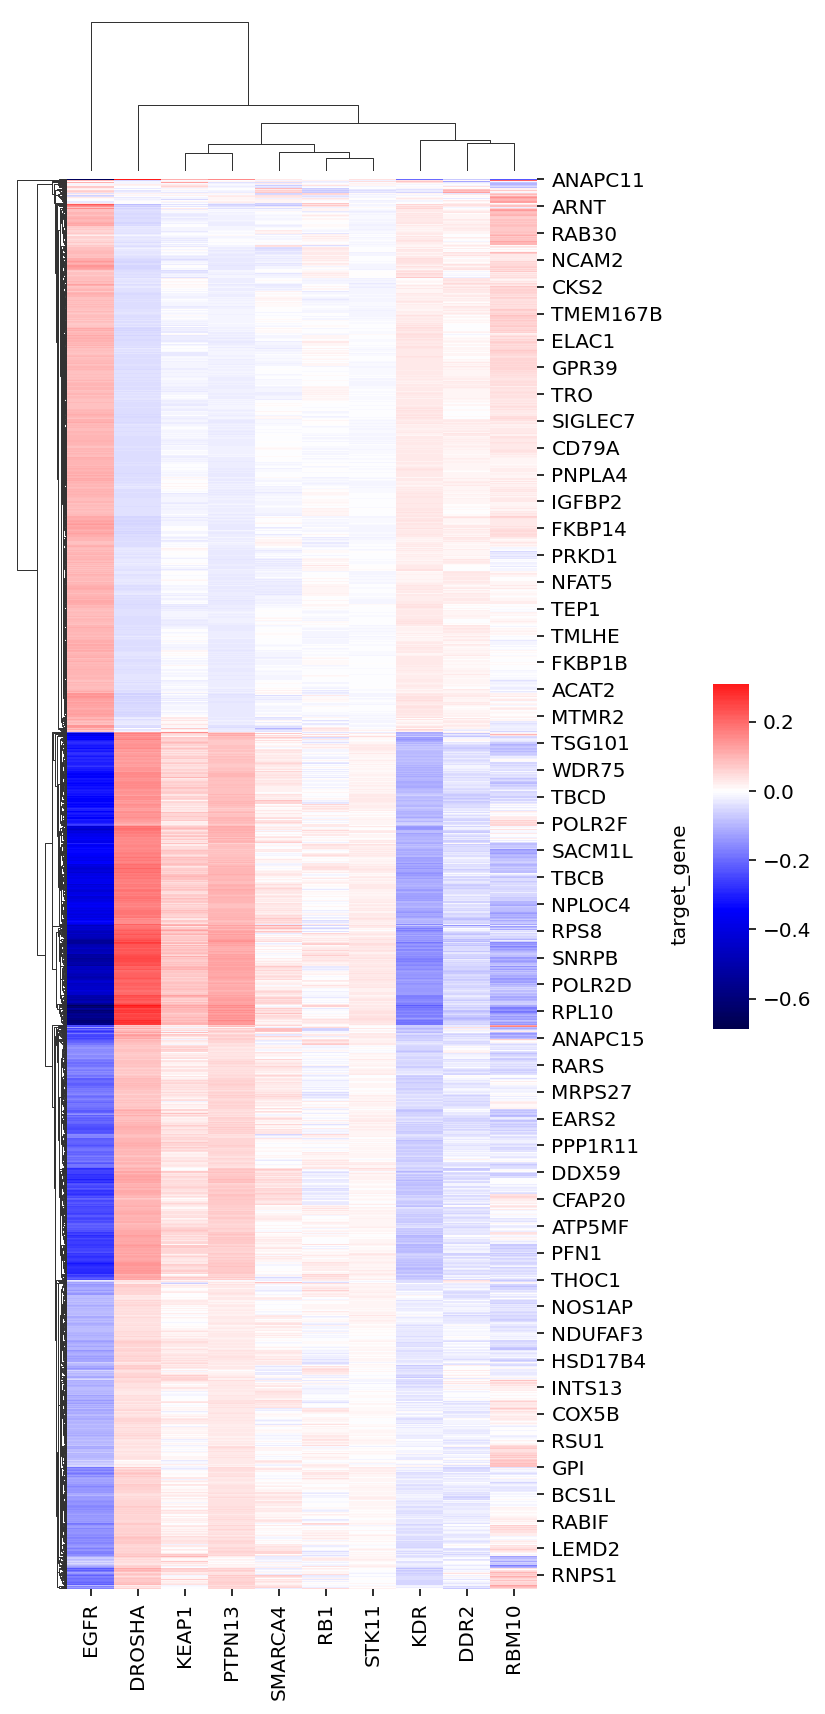 ANAPC11
ARNT
RAB30
NCAM2
CKS2
TMEM167B
ELAC1
GPR39
TRO
SIGLEC7
CD79A
PNPLA4
IGFBP2
FKBP14
PRKD1
NFAT5
TEP1
TMLHE
FKBP1B
ACAT2
MTMR2
TSG101
WDR75
TBCD
POLR2F
SACM1L
TBCB
NPLOC4
RPS8
SNRPB
POLR2D
RPL10
ANAPC15
RARS
MRPS27
EARS2
PPP1R11
DDX59
CFAP20
ATP5MF
PFN1
THOC1
NOS1AP
NDUFAF3
HSD17B4
INTS13
COX5B
RSU1
GPI
BCS1L
RABIF
LEMD2
RNPS1
target_gene
0.2
0.0
−0.2
−0.4
−0.6
EGFR
DROSHA
KEAP1
PTPN13
SMARCA4
RB1
STK11
KDR
DDR2
RBM10